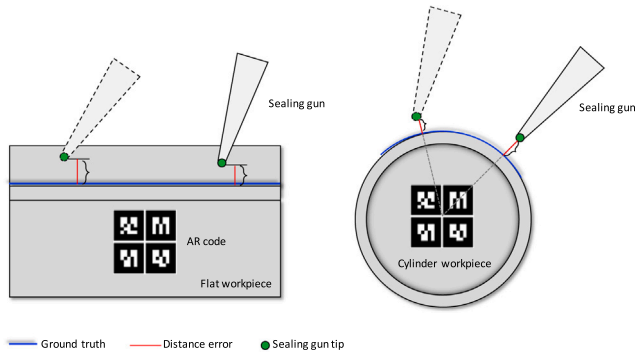 Sealing gun
Sealing gun
AR code
Flat workpiece
Cylinder workpiece
Ground truth
Distance error
Sealing gun tip